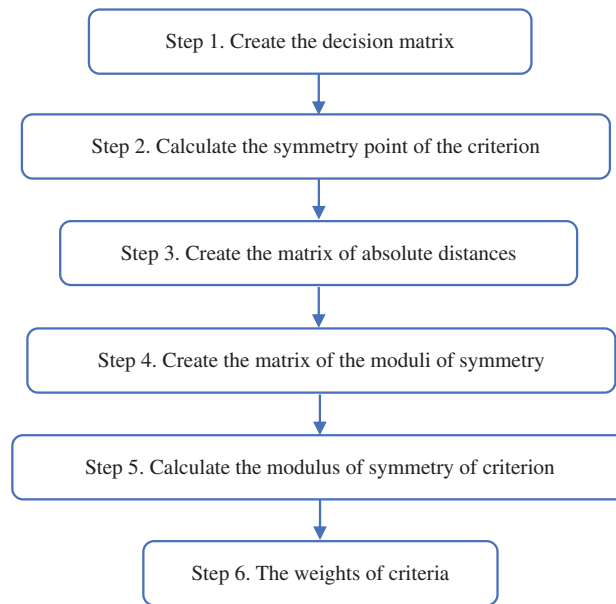 Step 1. Create the decision matrix
Step 2. Calculate the symmetry point of the criterion
Step 3. Create the matrix of absolute distances
Step 4. Create the matrix of the moduli of symmetry
Step 5. Calculate the modulus of symmetry of criterion
Step 6. The weights of criteria